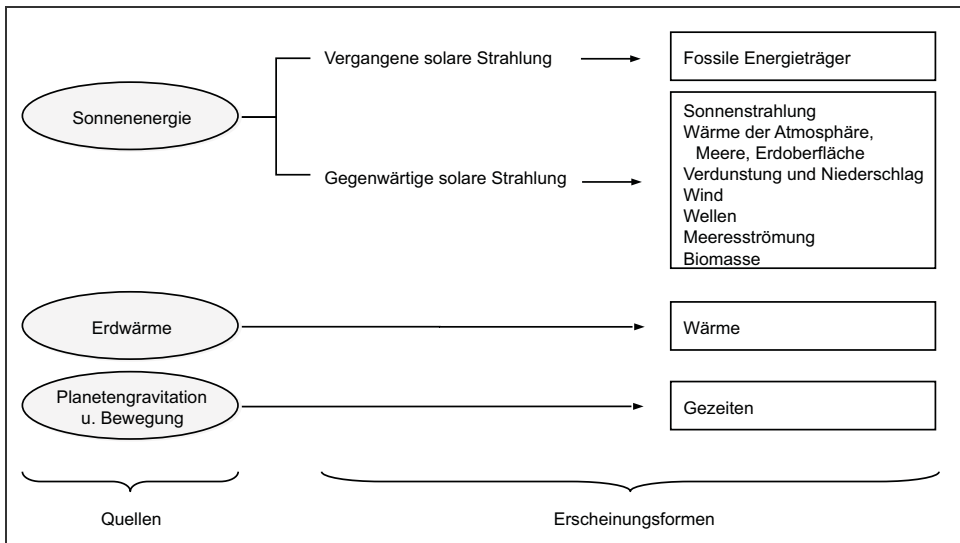 Sonnenenergie
Vergangene solare Strahlung
Fossile Energieträger
Gegenwärtige solare Strahlung
Sonnenstrahlung
Wärme der Atmosphäre,
Meere, Erdoberfläche
Verdunstung und Niederschlag
Wind
Wellen
Meeresströmung
Biomasse
Erdwärme
Wärme
Planetengravitation
u. Bewegung
Gezeiten
Quellen
Erscheinungsformen